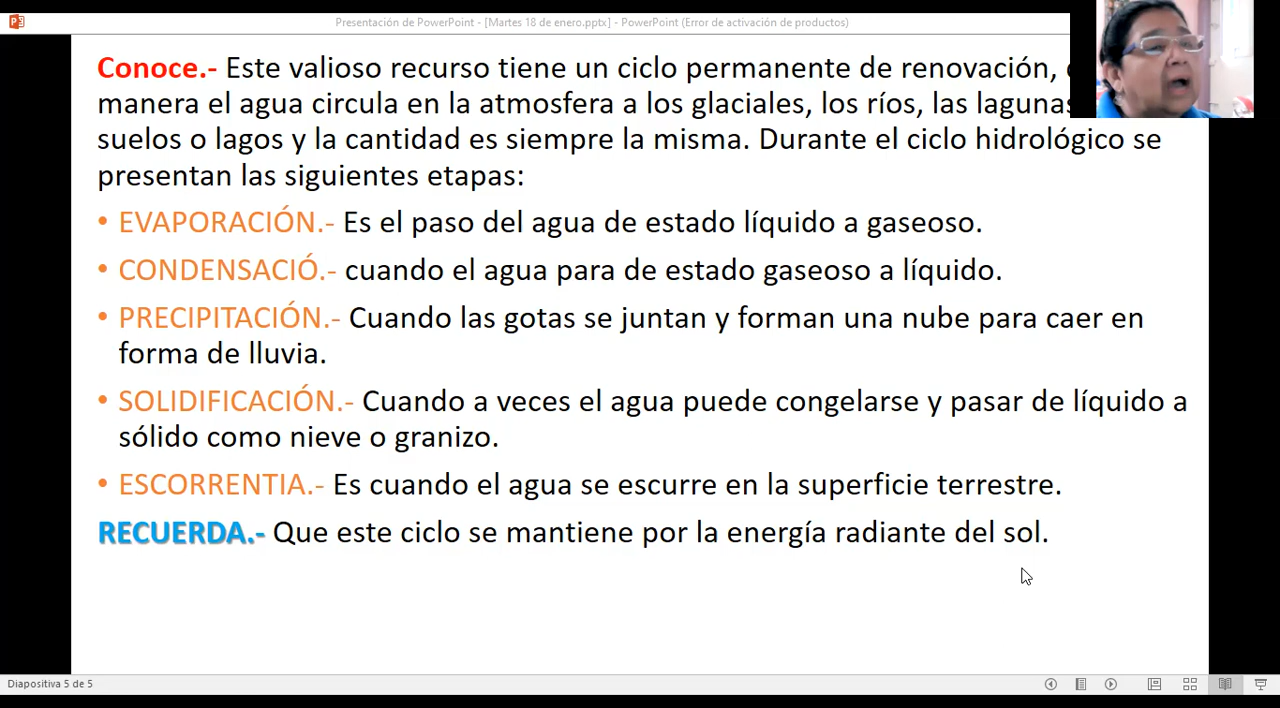 Presentación de PowerPoint - [Martes 18 de enero.pptx] - PowerPoint (Error de activación de productos)
Conoce.- Este valioso recurso tiene un ciclo permanente de renovación,
manera el agua circula en la atmosfera a los glaciales, los ríos, las lagunas
suelos o lagos y la cantidad es siempre la misma. Durante el ciclo hidrológico se
presentan las siguientes etapas:
• EVAPORACIÓN.- Es el paso del agua de estado líquido a gaseoso.
• CONDENSACIÓ.- cuando el agua para de estado gaseoso a líquido.
• PRECIPITACIÓN.- Cuando las gotas se juntan y forman una nube para caer en
forma de lluvia.
• SOLIDIFICACIÓN.- Cuando a veces el agua puede congelarse y pasar de líquido a
sólido como nieve o granizo.
• ESCORRENTIA.- Es cuando el agua se escurre en la superficie terrestre.
RECUERDA.- Que este ciclo se mantiene por la energía radiante del sol.
Diapositiva 5 de 5